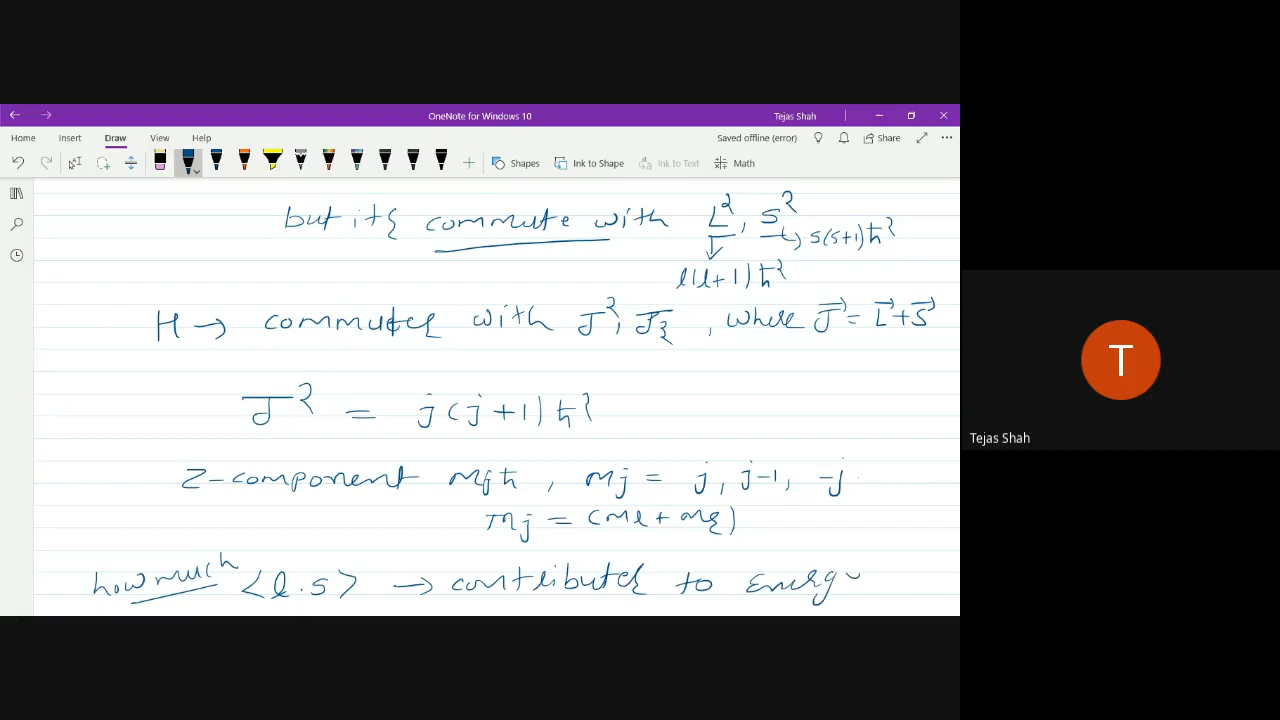 OneNote for Windows 10
Tejas Shah
Home Insert Draw View Help
Saved offline (error) Share
Shapes Ink to Shape Ink to Text Math
but its commute with L², S²
s(s+1)ħ²
l(l+1)ħ²
H → commutes with J², Jz, where J⃗ = L⃗+S⃗
J² = j(j+1)ħ²
z-component mjħ, mj = j, j-1, -j
mj = (ml + ms)
how much <l.s> → contributes to energy
T
Tejas Shah